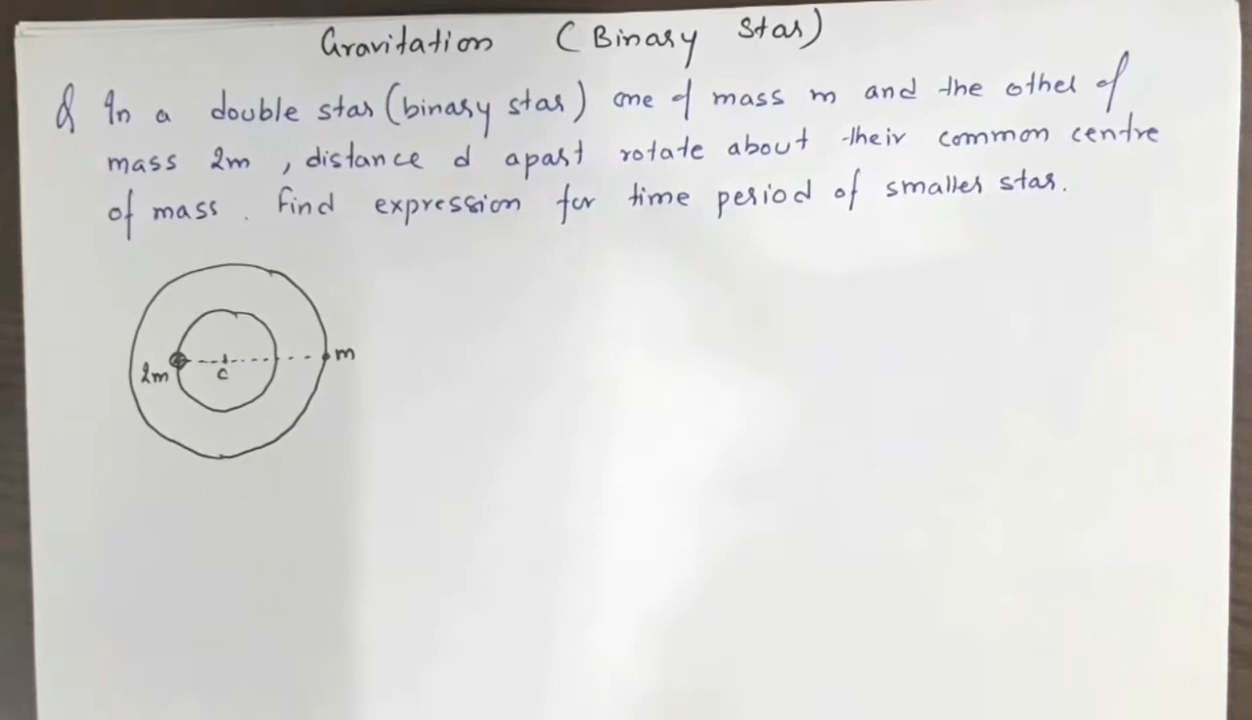 Gravitation (Binary Star)
Q In a double star (binary star) one of mass m and the other of
mass 2m , distance d apart rotate about their common centre
of mass . Find expression for time period of smaller star.
m
2m
c